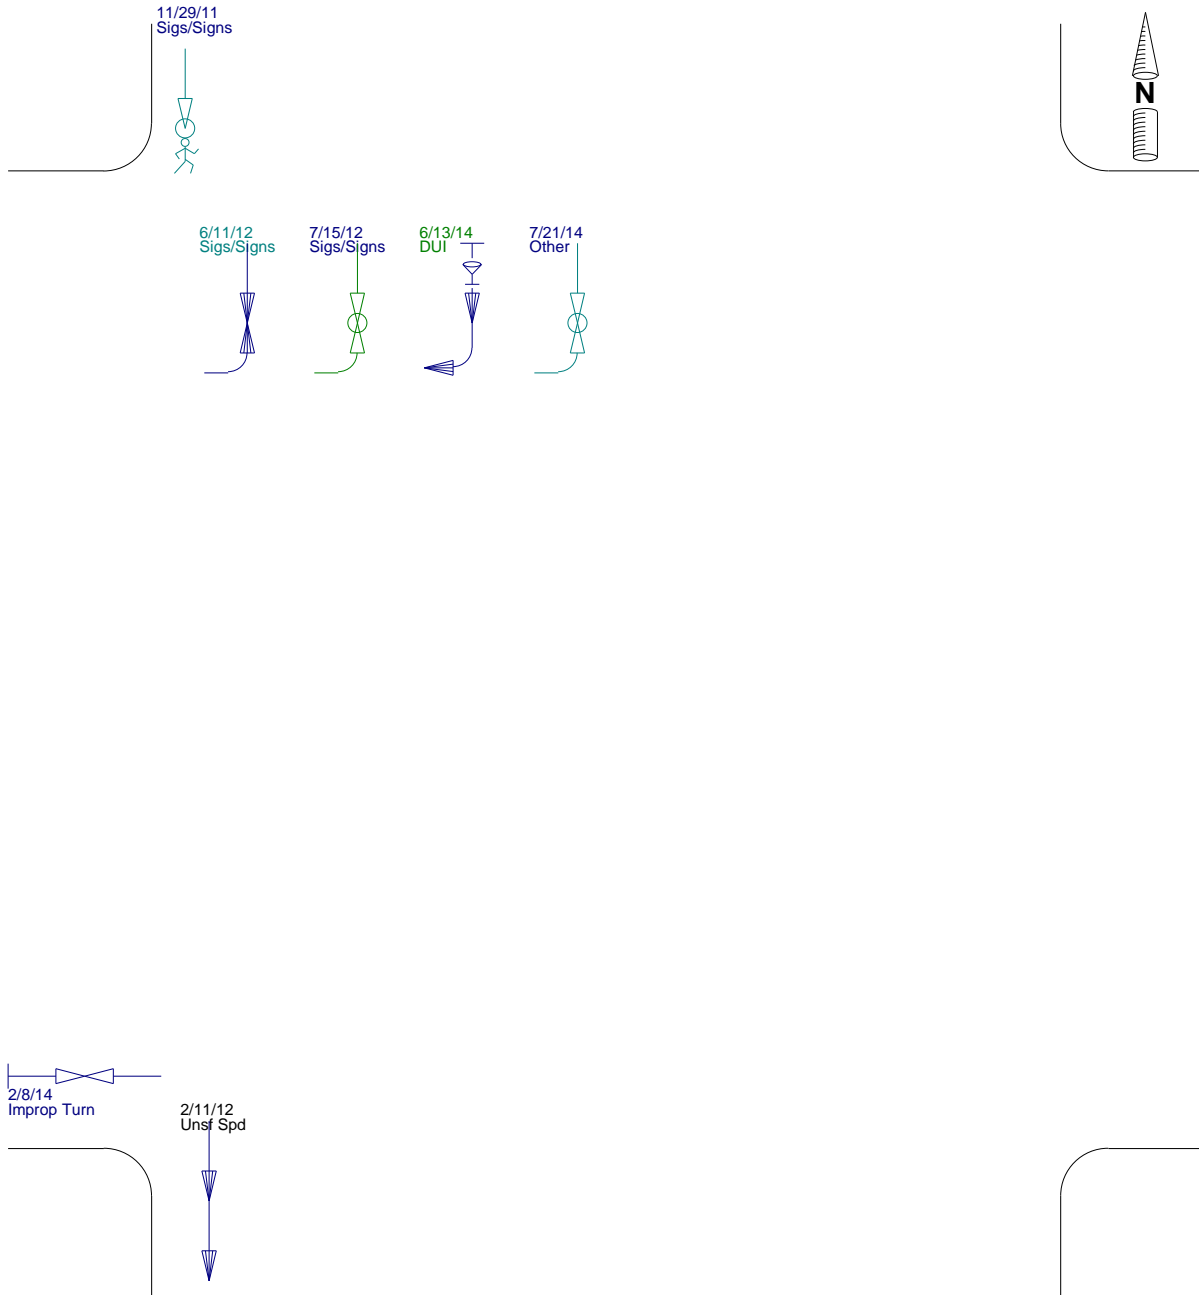 11/29/11
Sigs/Signs
N
6/11/12
Sigs/Signs
7/15/12
Sigs/Signs
6/13/14
DUI
7/21/14
Other
2/8/14
Improp Turn
2/11/12
Unsf Spd